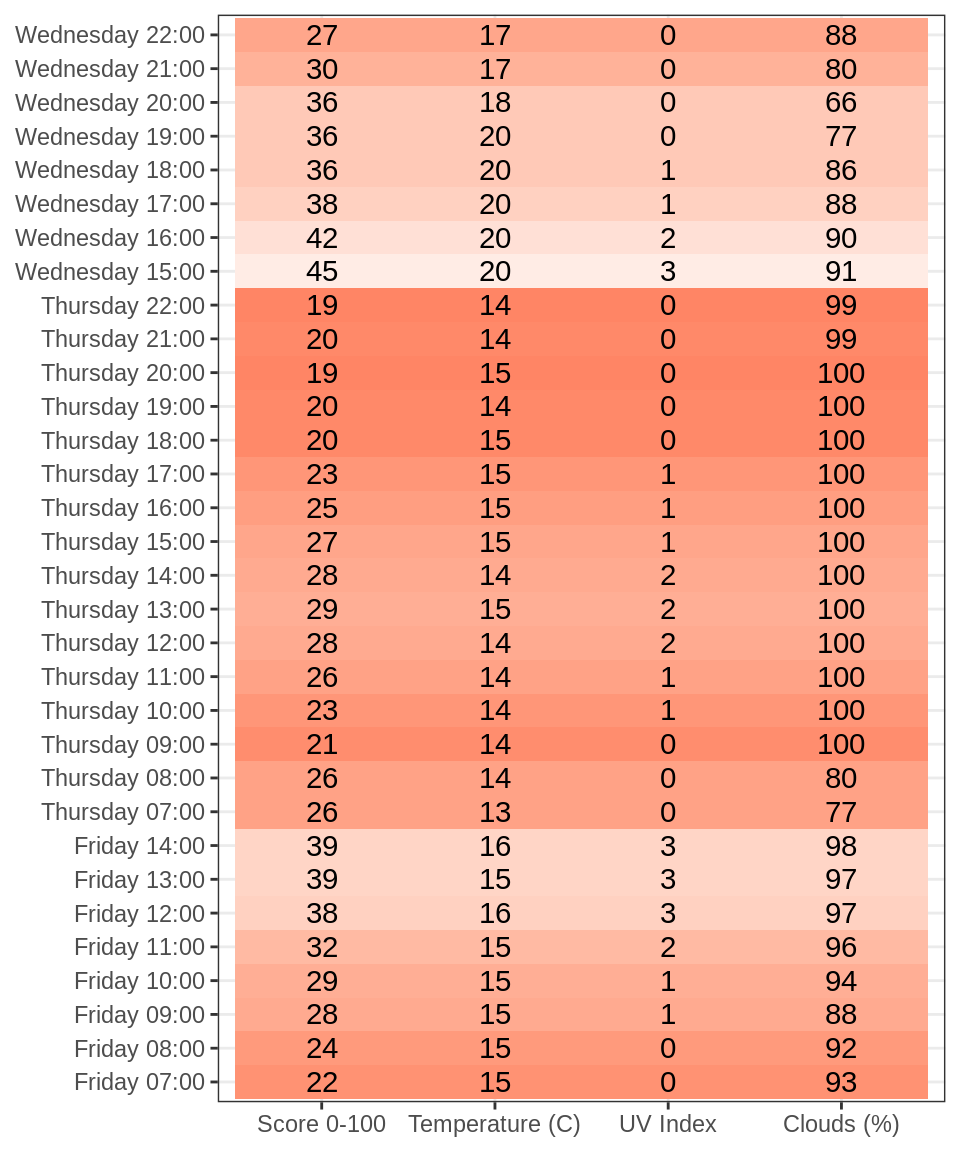 Wednesday 22:00 27 17 0 88
Wednesday 21:00 30 17 0 80
Wednesday 20:00 36 18 0 66
Wednesday 19:00 36 20 0 77
Wednesday 18:00 36 20 1 86
Wednesday 17:00 38 20 1 88
Wednesday 16:00 42 20 2 90
Wednesday 15:00 45 20 3 91
Thursday 22:00 19 14 0 99
Thursday 21:00 20 14 0 99
Thursday 20:00 19 15 0 100
Thursday 19:00 20 14 0 100
Thursday 18:00 20 15 0 100
Thursday 17:00 23 15 1 100
Thursday 16:00 25 15 1 100
Thursday 15:00 27 15 1 100
Thursday 14:00 28 14 2 100
Thursday 13:00 29 15 2 100
Thursday 12:00 28 14 2 100
Thursday 11:00 26 14 1 100
Thursday 10:00 23 14 1 100
Thursday 09:00 21 14 0 100
Thursday 08:00 26 14 0 80
Thursday 07:00 26 13 0 77
Friday 14:00 39 16 3 98
Friday 13:00 39 15 3 97
Friday 12:00 38 16 3 97
Friday 11:00 32 15 2 96
Friday 10:00 29 15 1 94
Friday 09:00 28 15 1 88
Friday 08:00 24 15 0 92
Friday 07:00 22 15 0 93
Score 0-100 Temperature (C) UV Index Clouds (%)